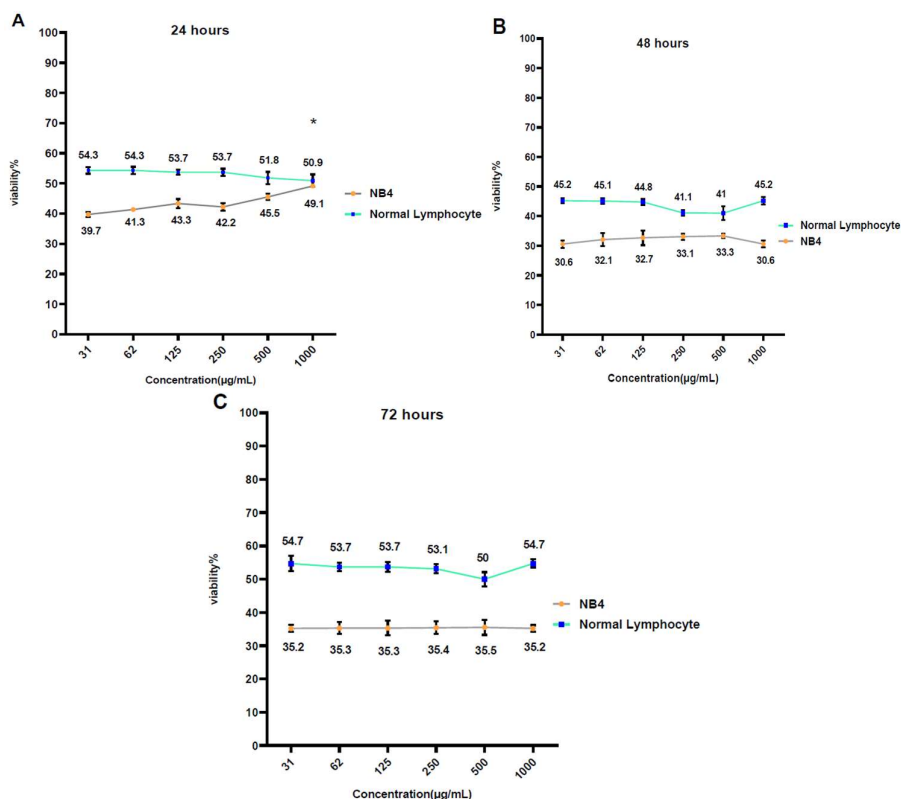 A
24 hours
100
90
80
70
60
50
40
30
20
10
0
viability%
*
54.3 54.3 53.7 53.7 51.8 50.9
39.7 41.3 43.3 42.2 45.5 49.1
31 62 125 250 500 1000
Concentration(µg/mL)
NB4
Normal Lymphocyte
B
48 hours
100
90
80
70
60
50
40
30
20
10
0
viability%
45.2 45.1 44.8 41.1 41 45.2
30.6 32.1 32.7 33.1 33.3 30.6
31 62 125 250 500 1000
Concentration(µg/mL)
Normal Lymphocyte
NB4
C
72 hours
100
90
80
70
60
50
40
30
20
10
0
viability%
54.7 53.7 53.7 53.1 50 54.7
35.2 35.3 35.3 35.4 35.5 35.2
31 62 125 250 500 1000
Concentration(µg/mL)
NB4
Normal Lymphocyte